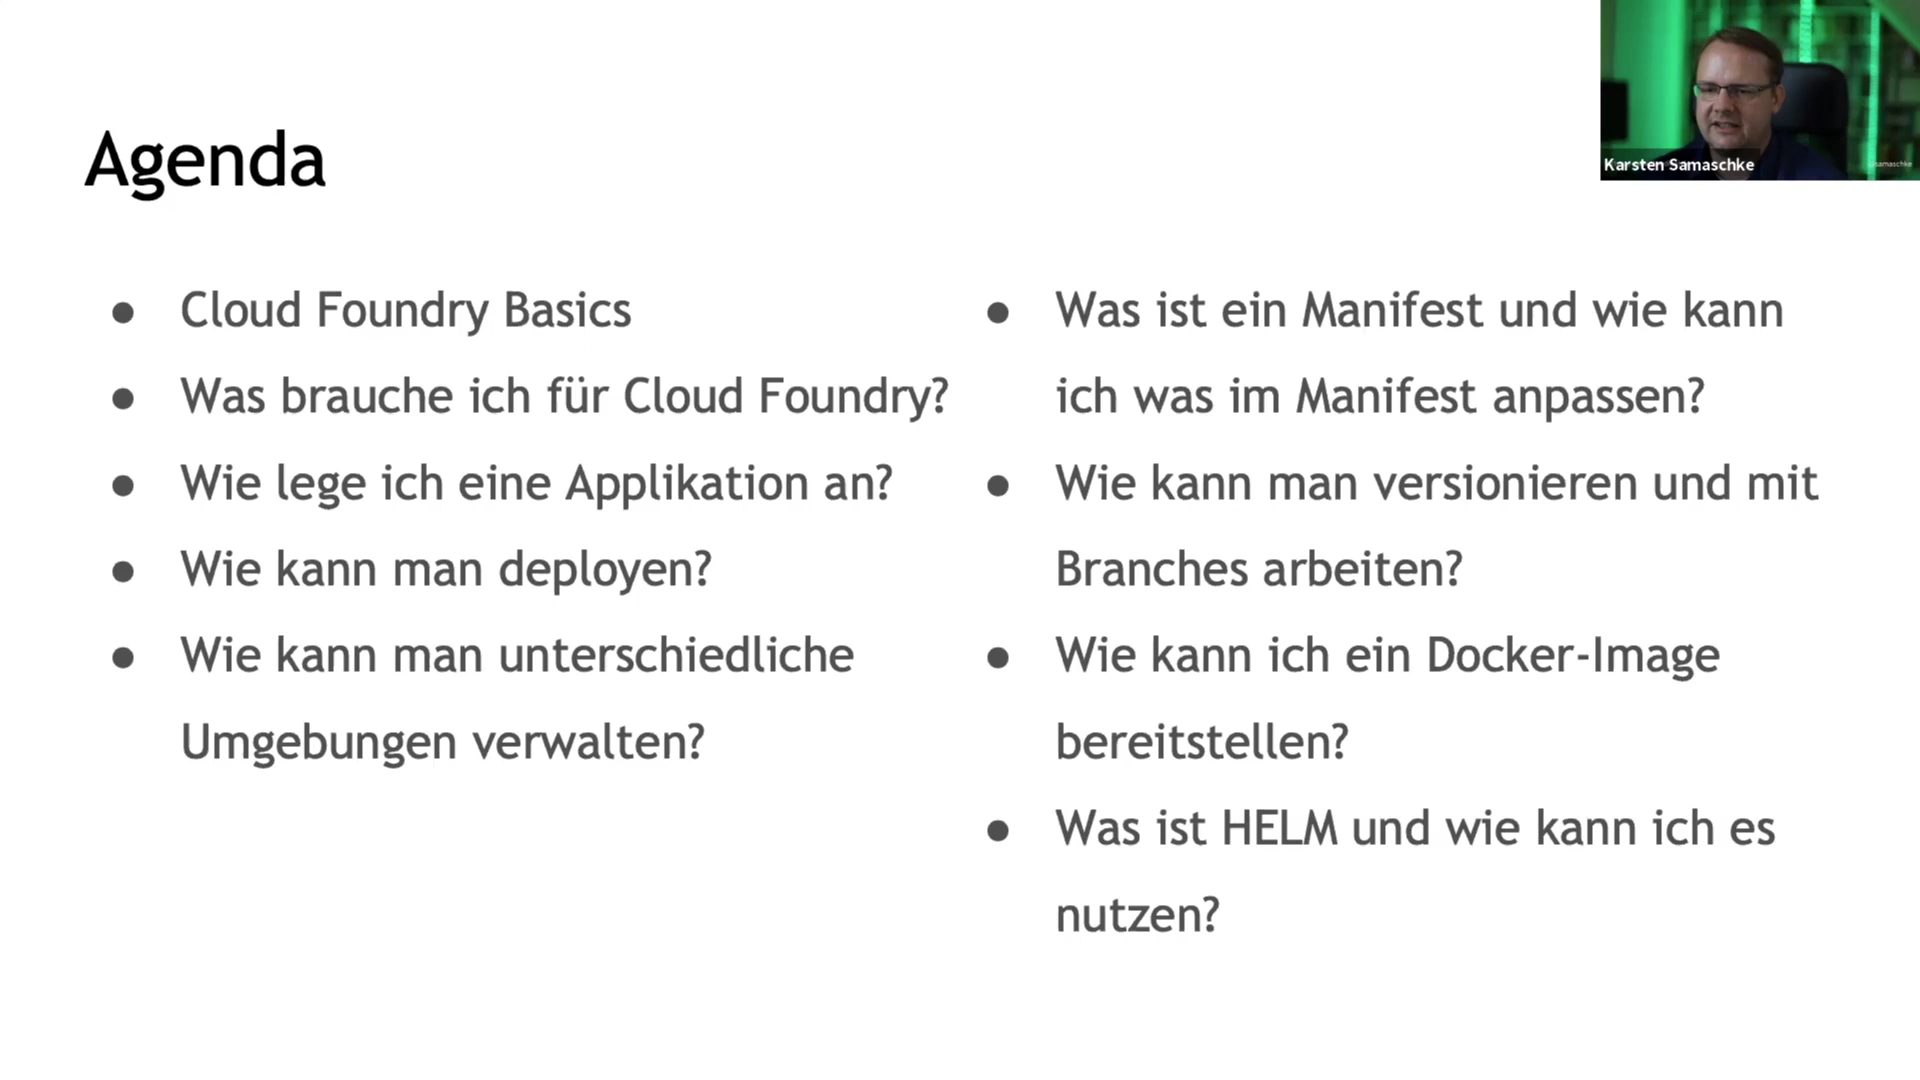 Agenda
Cloud Foundry Basics
Was brauche ich für Cloud Foundry?
Wie lege ich eine Applikation an?
Wie kann man deployen?
Wie kann man unterschiedliche
Umgebungen verwalten?
Was ist ein Manifest und wie kann
ich was im Manifest anpassen?
Wie kann man versionieren und mit
Branches arbeiten?
Wie kann ich ein Docker-Image
bereitstellen?
Was ist HELM und wie kann ich es
nutzen?
Karsten Samaschke